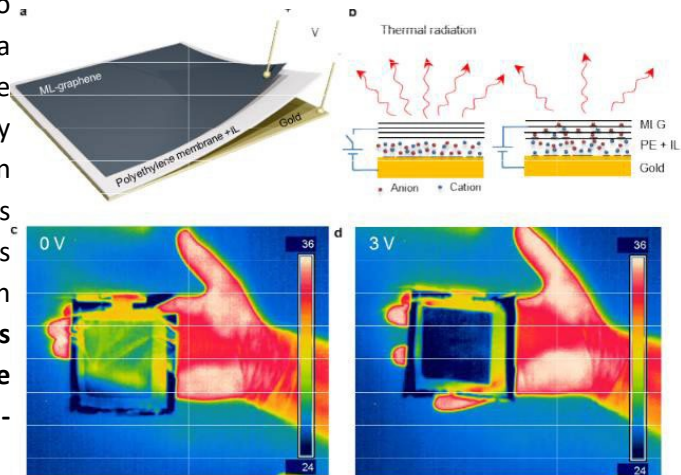 a
V
ML-graphene
Polyethylene membrane +IL
Gold
b
Thermal radiation
PE + IL
Gold
Anion
Cation
c
0 V
36
24
d
3 V
36
24
o
a
e
y
n
s
s
n
s
e
-